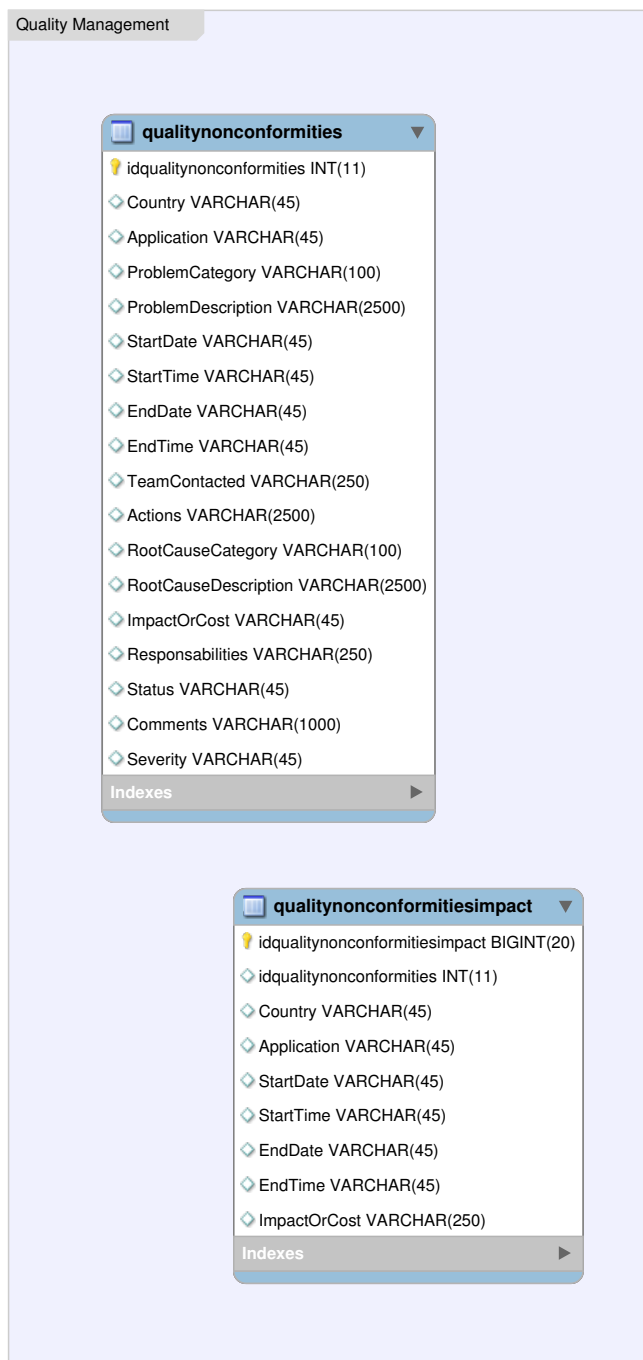 Quality Management
qualitynonconformities
idqualitynonconformities INT(11)
Country VARCHAR(45)
Application VARCHAR(45)
ProblemCategory VARCHAR(100)
ProblemDescription VARCHAR(2500)
StartDate VARCHAR(45)
StartTime VARCHAR(45)
EndDate VARCHAR(45)
EndTime VARCHAR(45)
TeamContacted VARCHAR(250)
Actions VARCHAR(2500)
RootCauseCategory VARCHAR(100)
RootCauseDescription VARCHAR(2500)
ImpactOrCost VARCHAR(45)
Responsabilities VARCHAR(250)
Status VARCHAR(45)
Comments VARCHAR(1000)
Severity VARCHAR(45)
Indexes
qualitynonconformitiesimpact
idqualitynonconformitiesimpact BIGINT(20)
idqualitynonconformities INT(11)
Country VARCHAR(45)
Application VARCHAR(45)
StartDate VARCHAR(45)
StartTime VARCHAR(45)
EndDate VARCHAR(45)
EndTime VARCHAR(45)
ImpactOrCost VARCHAR(250)
Indexes